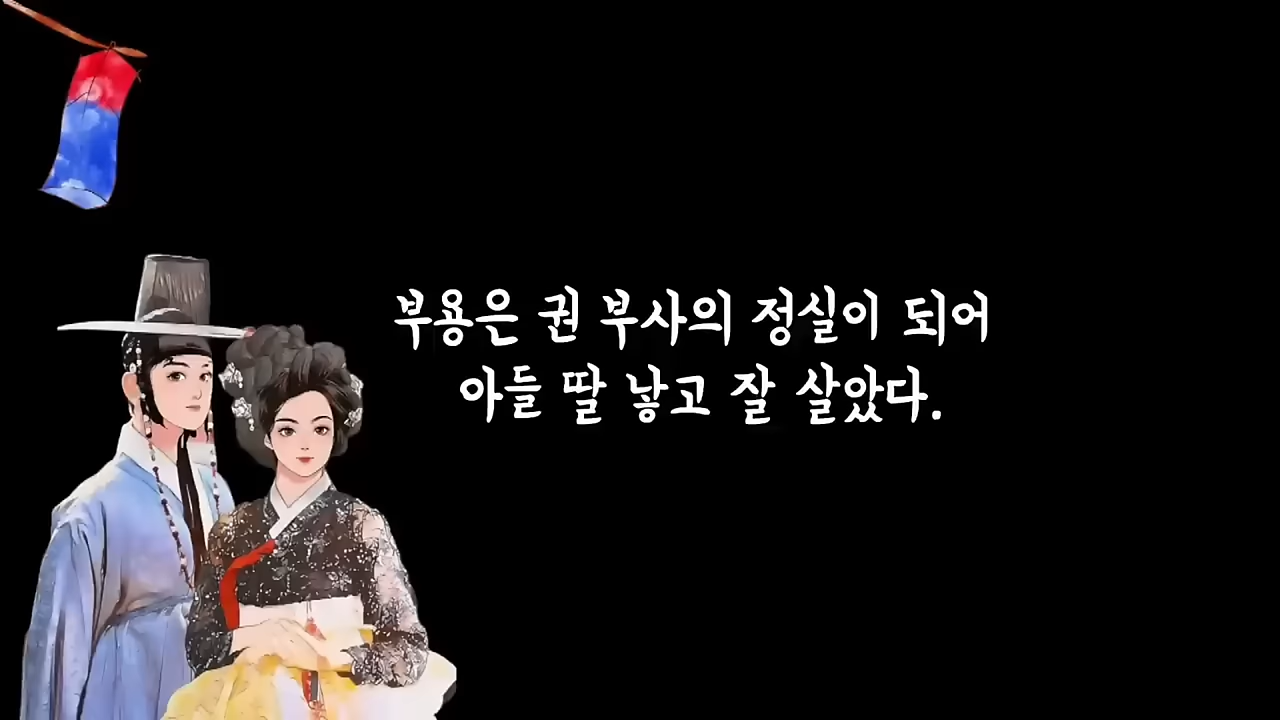 부용은 권 부사의 정실이 되어
아들 딸 낳고 잘 살았다.